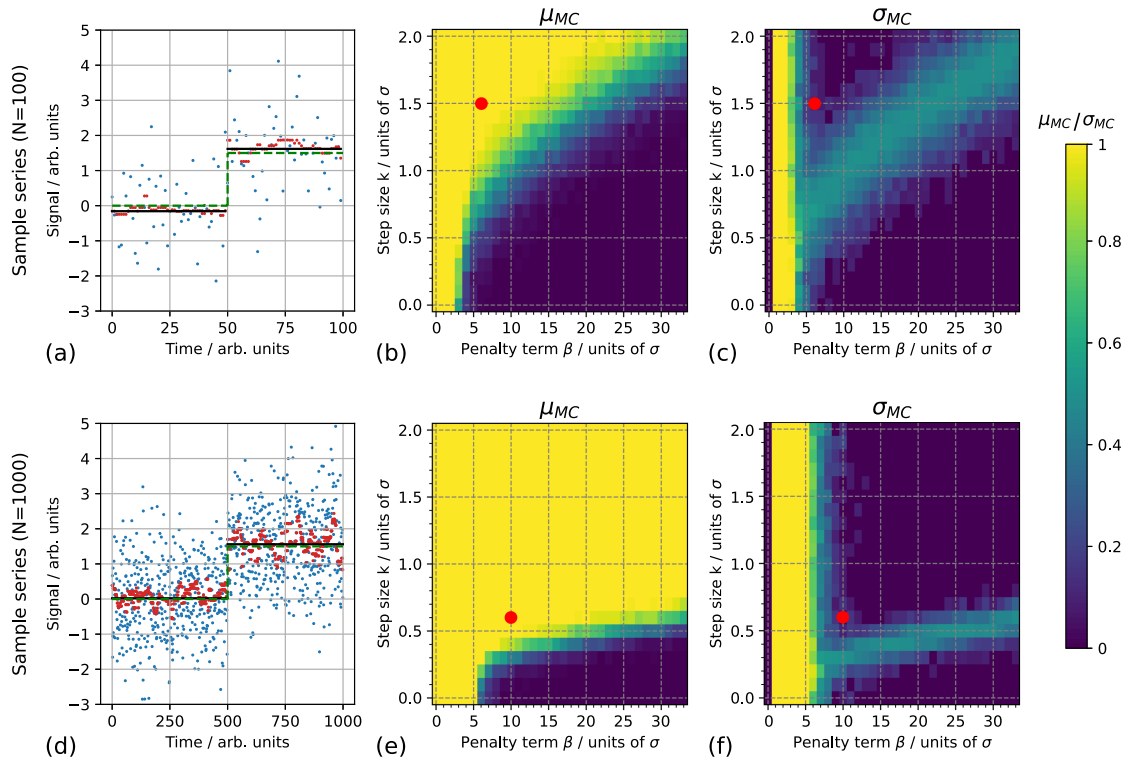 μMC
σMC
Sample series (N=100)
Signal / arb. units
5
4
3
2
1
0
−1
−2
−3
0 25 50 75 100
Time / arb. units
(a)
Step size k / units of σ
2.0
1.5
1.0
0.5
0.0
0 5 10 15 20 25 30
Penalty term β / units of σ
(b)
Step size k / units of σ
2.0
1.5
1.0
0.5
0.0
0 5 10 15 20 25 30
Penalty term β / units of σ
(c)
μMC/σMC
1
0.8
0.6
0.4
0.2
0
μMC
σMC
Sample series (N=1000)
Signal / arb. units
5
4
3
2
1
0
−1
−2
−3
0 250 500 750 1000
Time / arb. units
(d)
Step size k / units of σ
2.0
1.5
1.0
0.5
0.0
0 5 10 15 20 25 30
Penalty term β / units of σ
(e)
Step size k / units of σ
2.0
1.5
1.0
0.5
0.0
0 5 10 15 20 25 30
Penalty term β / units of σ
(f)